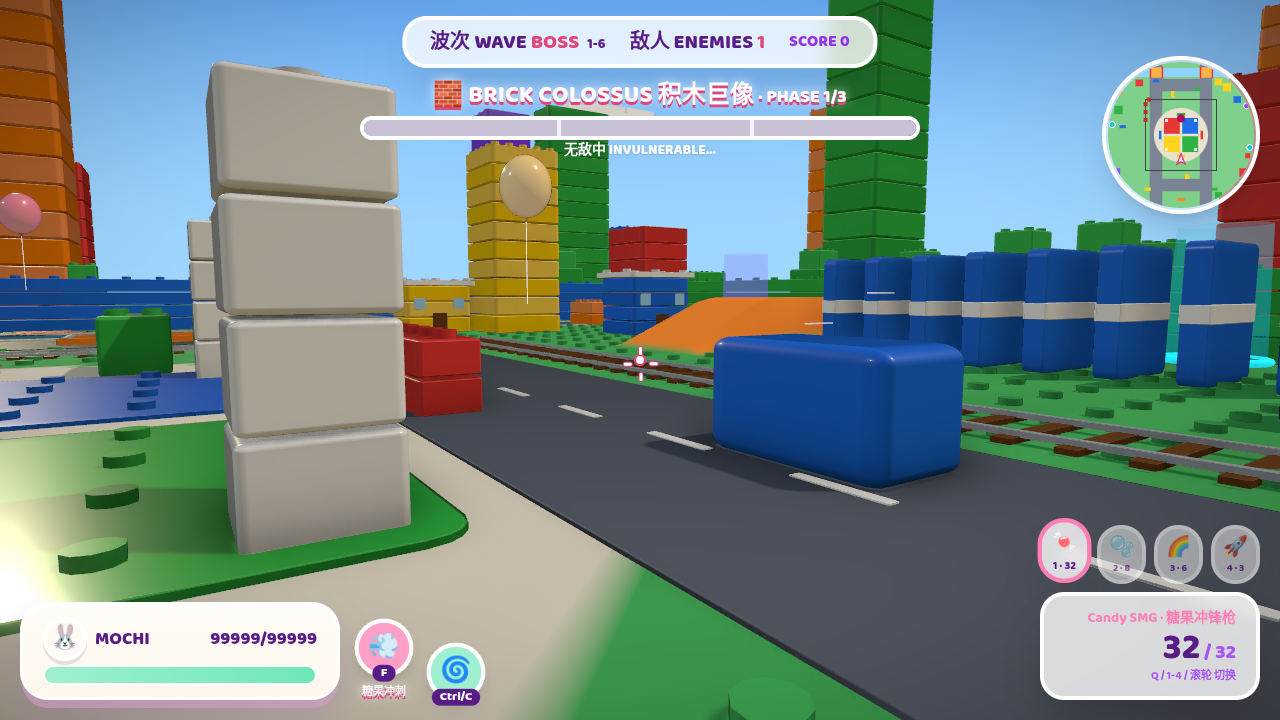 波次 WAVE BOSS 1-6 敌人 ENEMIES 1 SCORE 0
BRICK COLOSSUS 积木巨像 · PHASE 1/3
无敌中 INVULNERABLE...
1 · 32
2 · 8
3 · 6
4 · 3
MOCHI 99999/99999
F
糖果冲刺
Ctrl/C
Candy SMG · 糖果冲锋枪
32 / 32
Q / 1-4 / 滚轮 切换